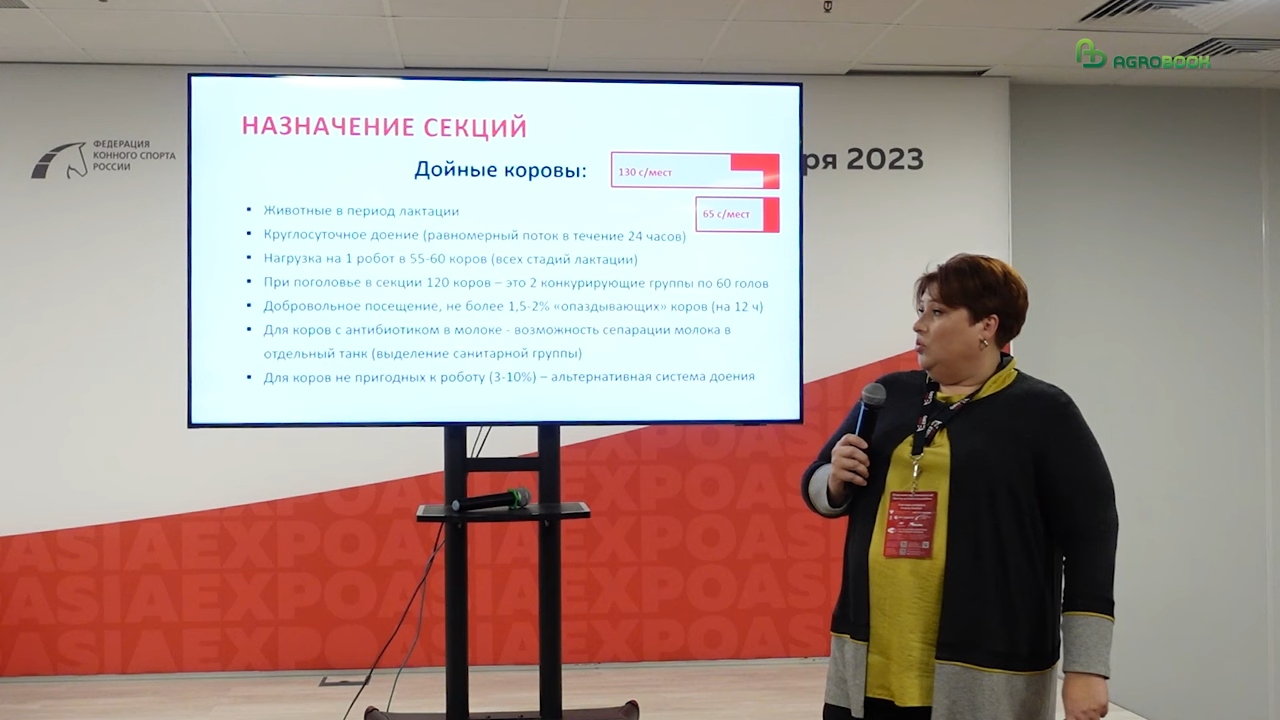 AGROBOOK
ФЕДЕРАЦИЯ
КОННОГО СПОРТА
РОССИИ
ря 2023
НАЗНАЧЕНИЕ СЕКЦИЙ
Дойные коровы:
130 с/мест
65 с/мест
▪ Животные в период лактации
▪ Круглосуточное доение (равномерный поток в течение 24 часов)
▪ Нагрузка на 1 робот в 55-60 коров (всех стадий лактации)
▪ При поголовье в секции 120 коров – это 2 конкурирующие группы по 60 голов
▪ Добровольное посещение, не более 1,5-2% «опаздывающих» коров (на 12 ч)
▪ Для коров с антибиотиком в молоке - возможность сепарации молока в
отдельный танк (выделение санитарной группы)
▪ Для коров не пригодных к роботу (3-10%) – альтернативная система доения
ASIAEXPOASIAEXPOASIA
ASIAEXPOASIAEXPOAS
ASIAEXPOASIAEXPOAS